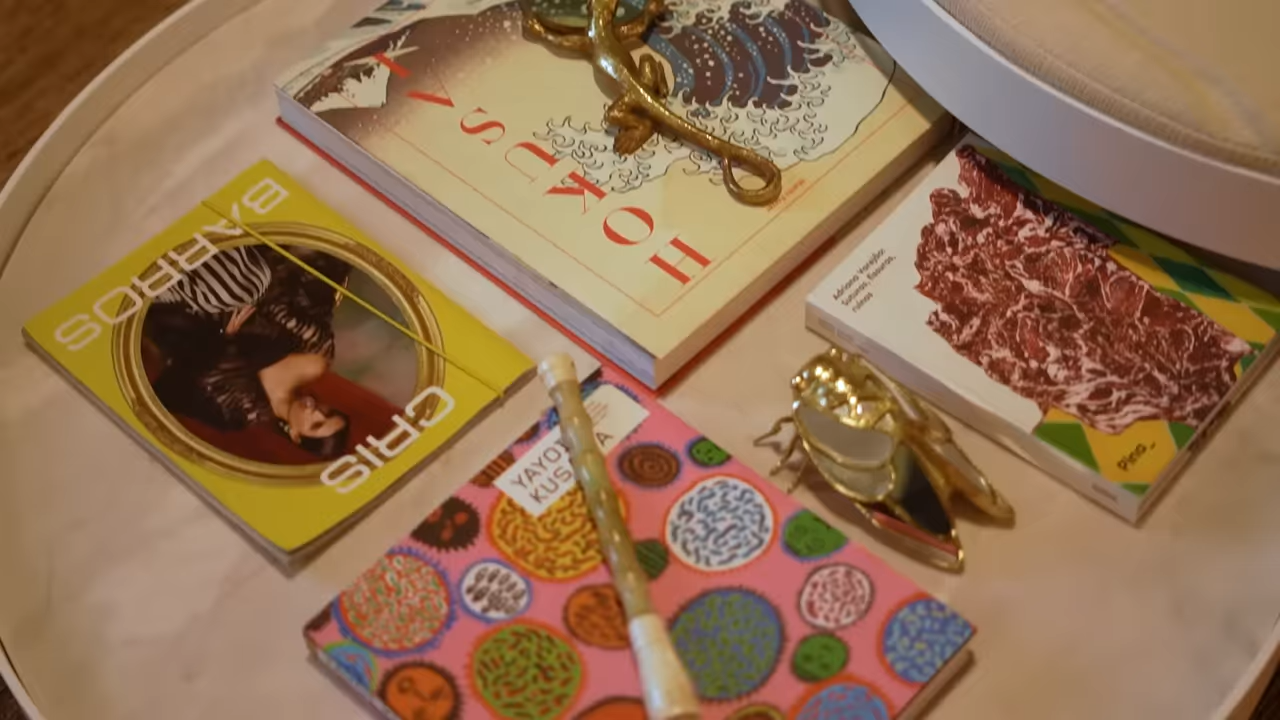 HOKUSAI
CRIS
BARROS
YAYOI
KUSAMA
Adriana Varejão:
Suturas, fissuras,
ruínas
Pina_